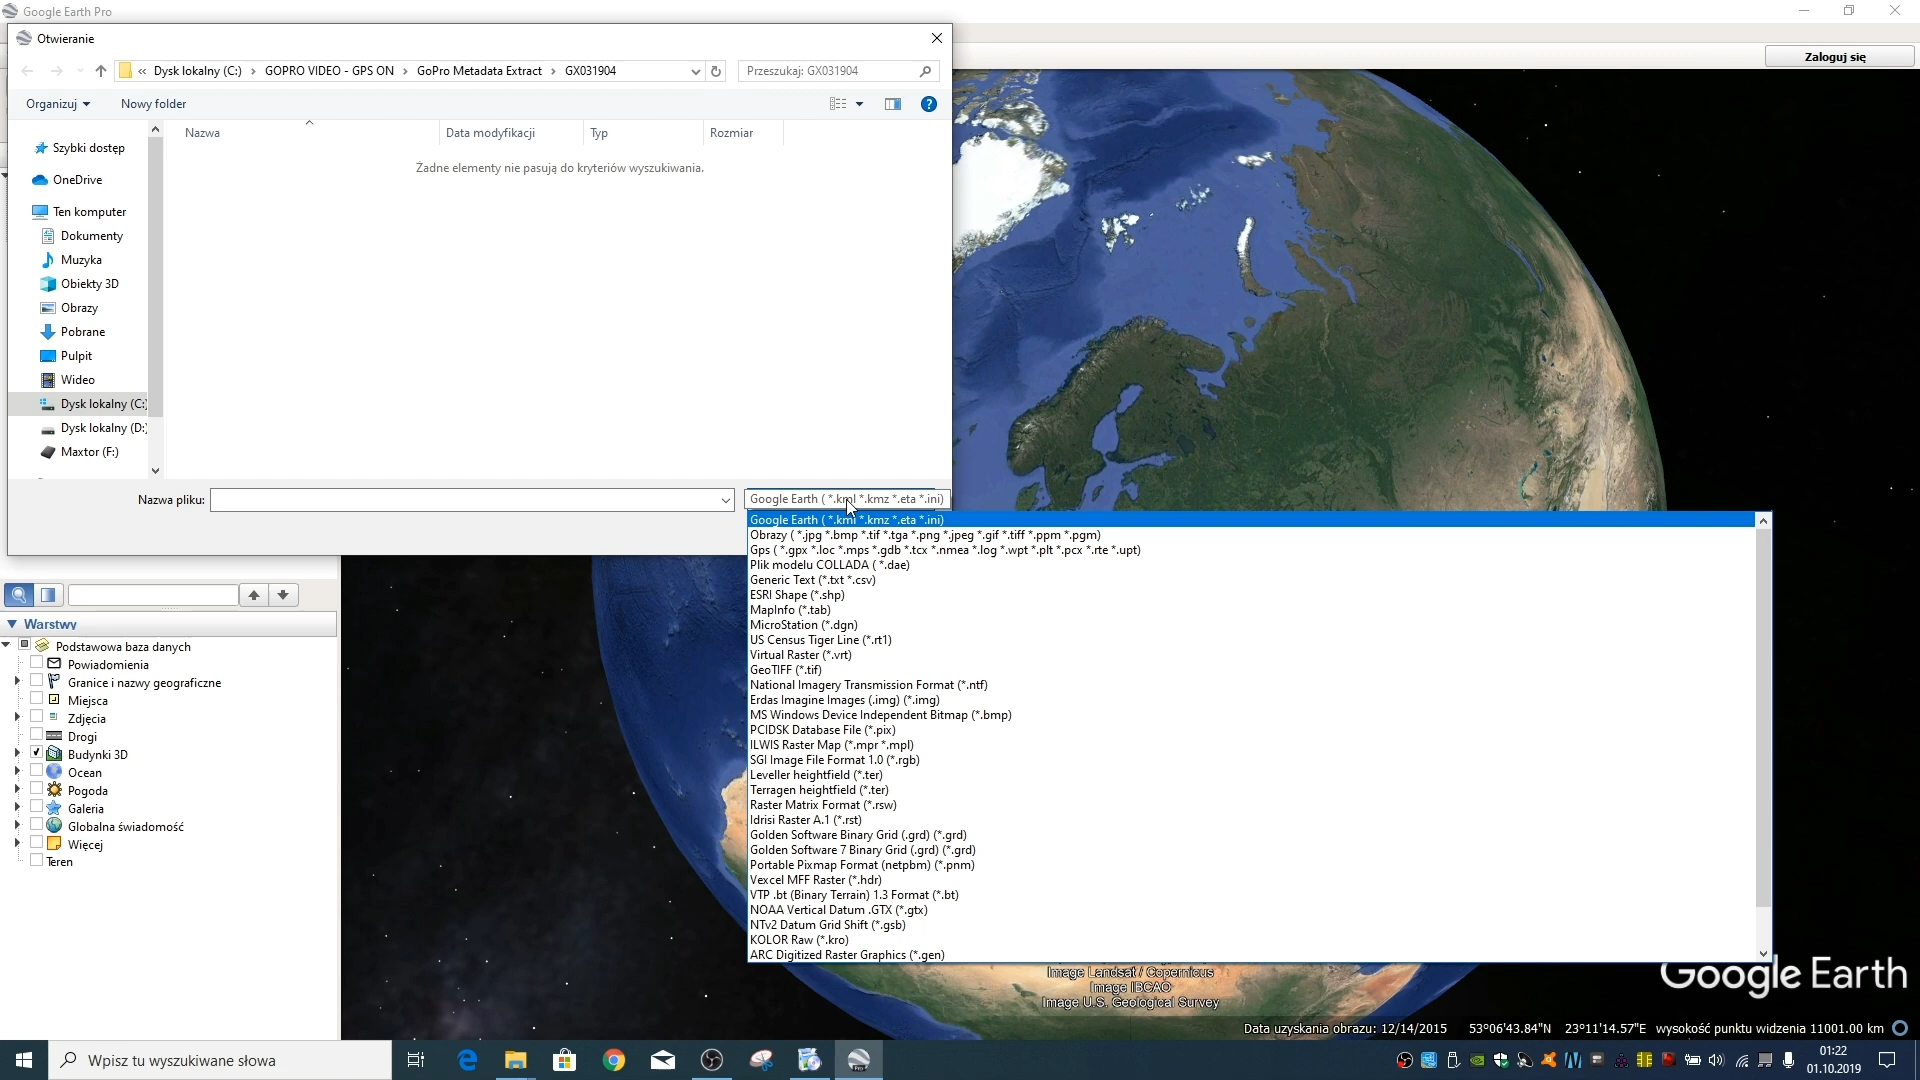 Google Earth Pro
Otwieranie
« Dysk lokalny (C:) › GOPRO VIDEO - GPS ON › GoPro Metadata Extract › GX031904
Przeszukaj: GX031904
Zaloguj się
Organizuj
Nowy folder
Nazwa
Data modyfikacji
Typ
Rozmiar
Żadne elementy nie pasują do kryteriów wyszukiwania.
Szybki dostęp
OneDrive
Ten komputer
Dokumenty
Muzyka
Obiekty 3D
Obrazy
Pobrane
Pulpit
Wideo
Dysk lokalny (C:)
Dysk lokalny (D:)
Maxtor (F:)
Nazwa pliku:
Google Earth ( *.kml *.kmz *.eta *.ini)
Google Earth ( *.kml *.kmz *.eta *.ini)
Obrazy ( *.jpg *.bmp *.tif *.tga *.png *.jpeg *.gif *.tiff *.ppm *.pgm)
Gps ( *.gpx *.loc *.mps *.gdb *.tcx *.nmea *.log *.wpt *.plt *.pcx *.rte *.upt)
Plik modelu COLLADA ( *.dae)
Generic Text (*.txt *.csv)
ESRI Shape (*.shp)
MapInfo (*.tab)
MicroStation (*.dgn)
US Census Tiger Line (*.rt1)
Virtual Raster (*.vrt)
GeoTIFF (*.tif)
National Imagery Transmission Format (*.ntf)
Erdas Imagine Images (.img) (*.img)
MS Windows Device Independent Bitmap (*.bmp)
PCIDSK Database File (*.pix)
ILWIS Raster Map (*.mpr *.mpl)
SGI Image File Format 1.0 (*.rgb)
Leveller heightfield (*.ter)
Terragen heightfield (*.ter)
Raster Matrix Format (*.rsw)
Idrisi Raster A.1 (*.rst)
Golden Software Binary Grid (.grd) (*.grd)
Golden Software 7 Binary Grid (.grd) (*.grd)
Portable Pixmap Format (netpbm) (*.pnm)
Vexcel MFF Raster (*.hdr)
VTP .bt (Binary Terrain) 1.3 Format (*.bt)
NOAA Vertical Datum .GTX (*.gtx)
NTv2 Datum Grid Shift (*.gsb)
KOLOR Raw (*.kro)
ARC Digitized Raster Graphics (*.gen)
Warstwy
Podstawowa baza danych
Powiadomienia
Granice i nazwy geograficzne
Miejsca
Zdjęcia
Drogi
Budynki 3D
Ocean
Pogoda
Galeria
Globalna świadomość
Więcej
Teren
Image Landsat / Copernicus
Image IBCAO
Image U.S. Geological Survey
Google Earth
Data uzyskania obrazu: 12/14/2015 53°06'43.84"N 23°11'14.57"E wysokość punktu widzenia 11001.00 km
Wpisz tu wyszukiwane słowa
01:22
01.10.2019